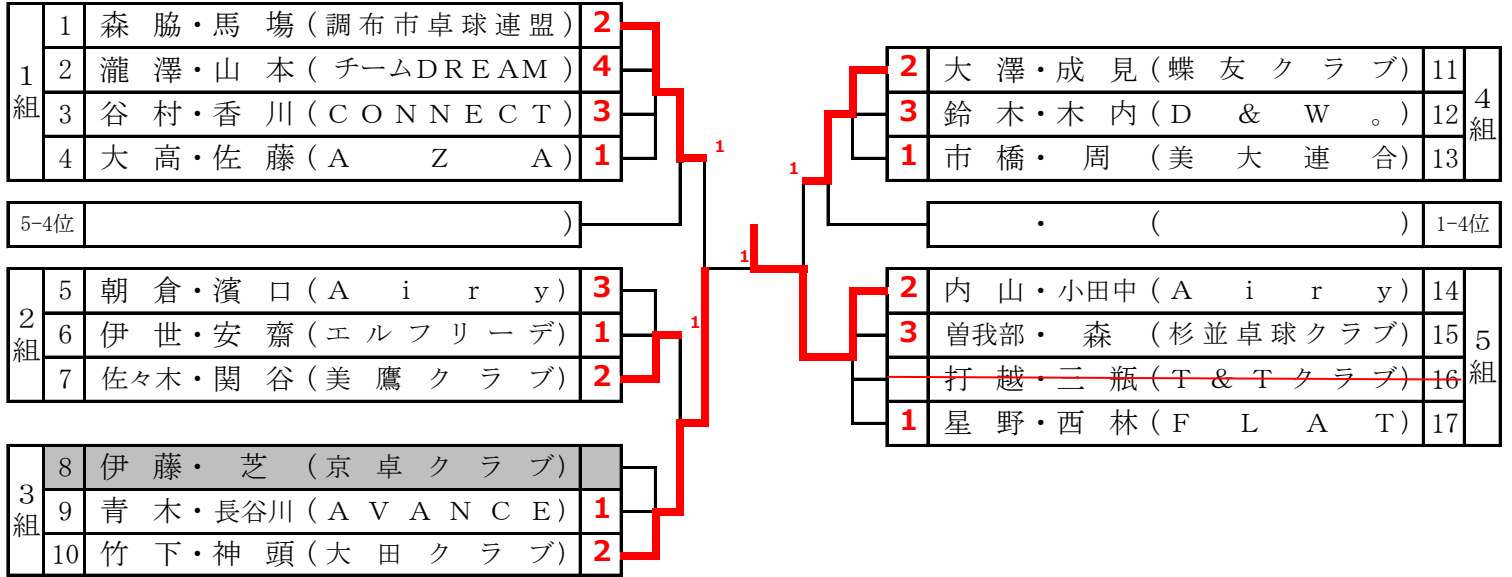 1組
1 森脇・馬場(調布市卓球連盟) 2
2 瀧澤・山本(チームDREAM) 4
3 谷村・香川(CONNECT) 3
4 大高・佐藤(AZA) 1
5-4位 )
2組
5 朝倉・濱口(Airy) 3
6 伊世・安齋(エルフリーデ) 1
7 佐々木・関谷(美鷹クラブ) 2
3組
8 伊藤・芝(京卓クラブ)
9 青木・長谷川(AVANCE) 1
10 竹下・神頭(大田クラブ) 2
1
1
1
1
4組
2 大澤・成見(蝶友クラブ) 11
3 鈴木・木内(D&W。) 12
1 市橋・周(美大連合) 13
・( ) 1-4位
5組
2 内山・小田中(Airy) 14
3 曽我部・森(杉並卓球クラブ) 15
打越・三瓶(T&Tクラブ) 16
1 星野・西林(FLAT) 17